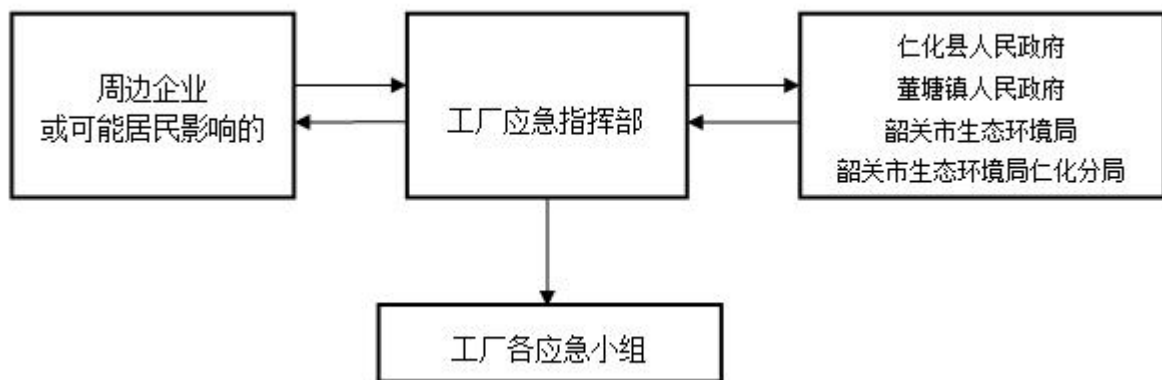 周边企业
或可能居民影响的
工厂应急指挥部
仁化县人民政府
董塘镇人民政府
韶关市生态环境局
韶关市生态环境局仁化分局
工厂各应急小组